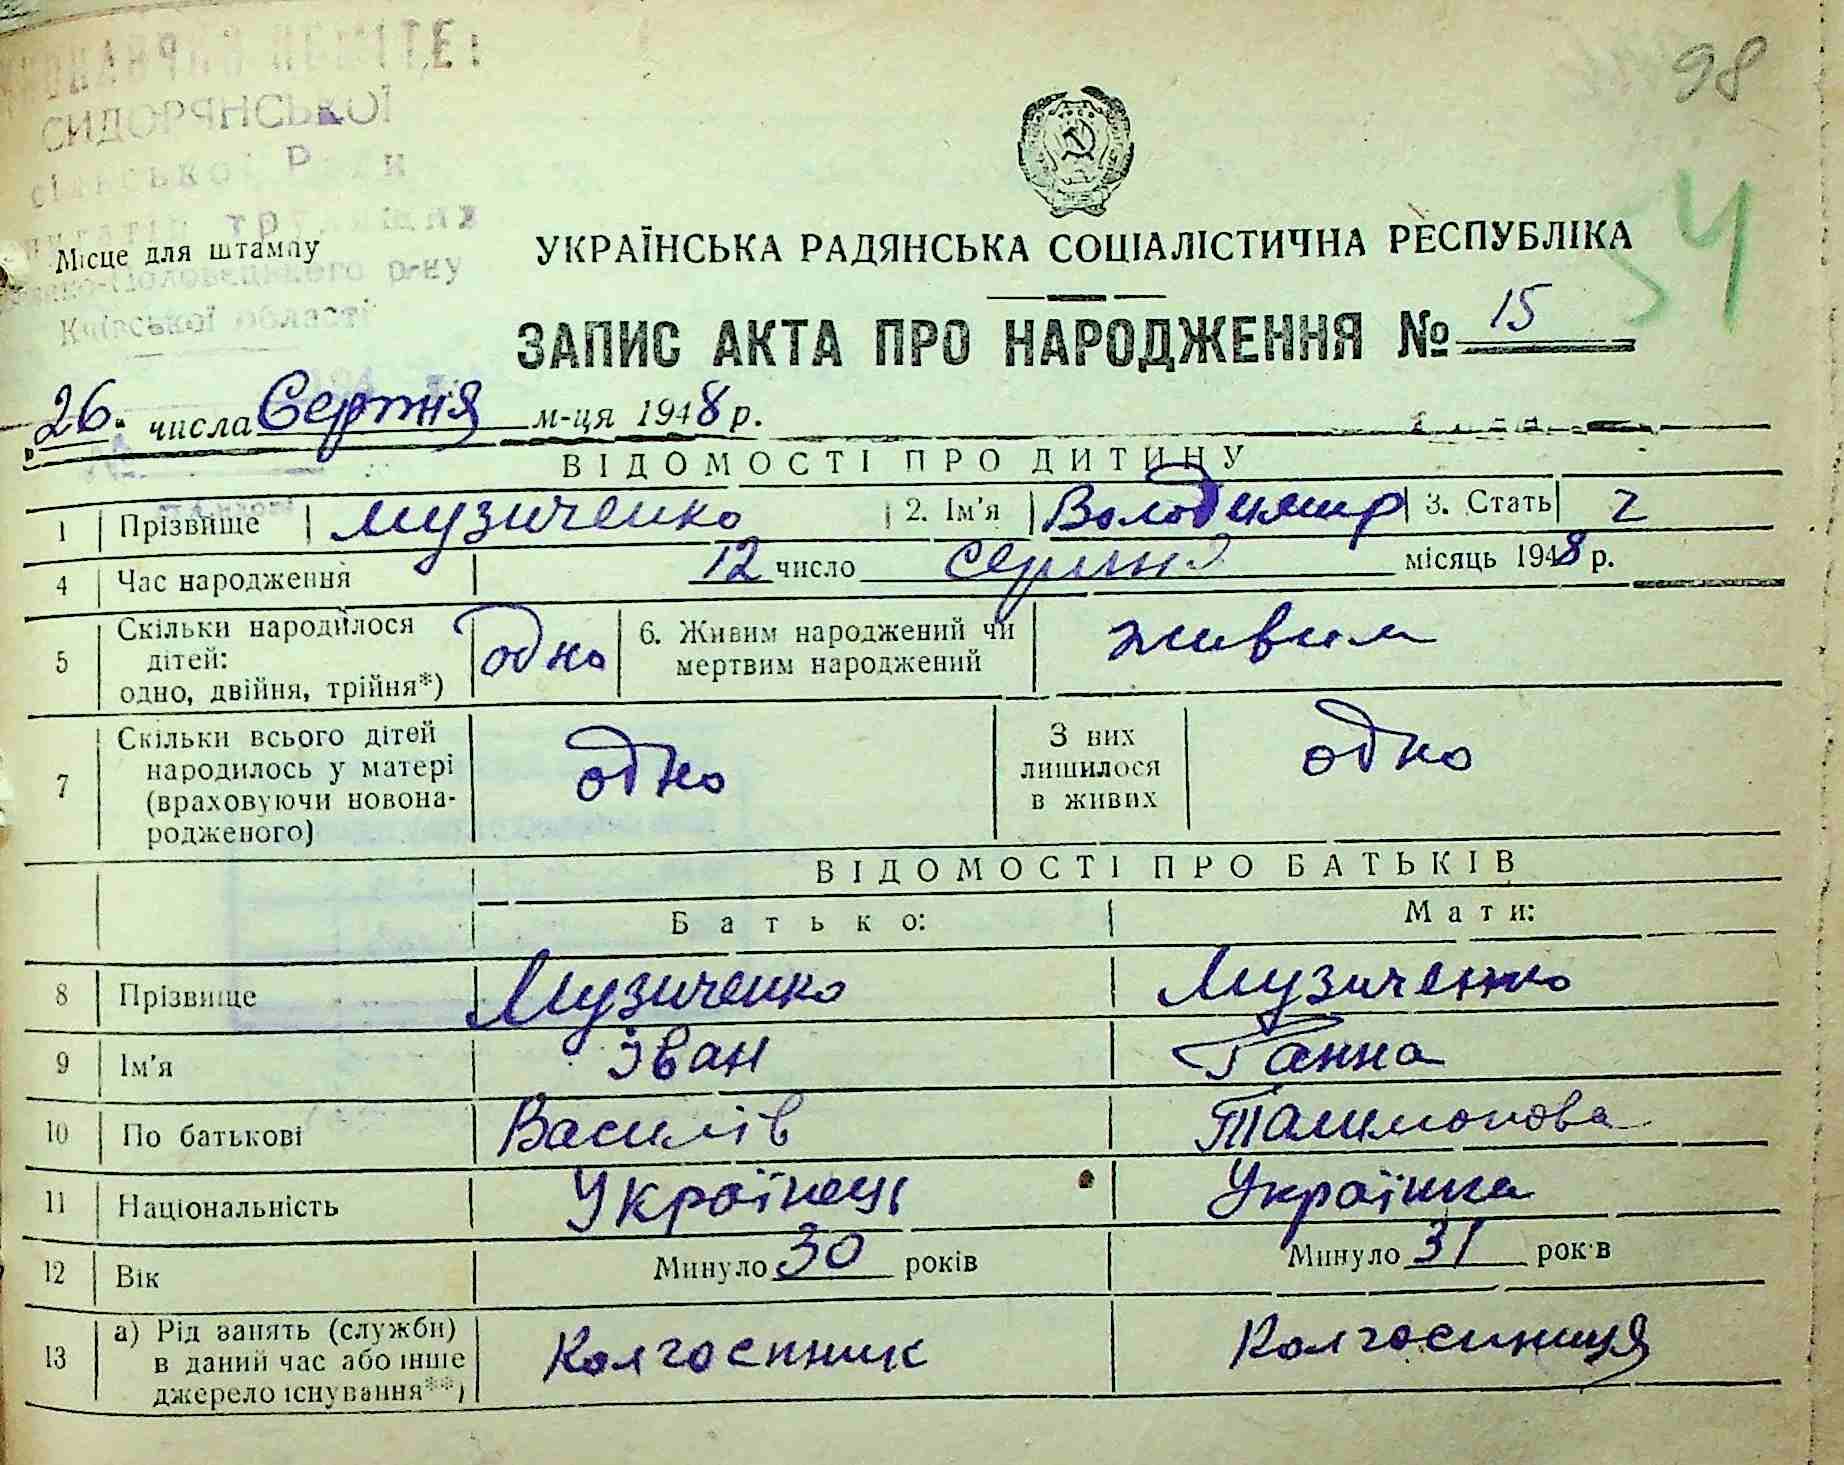 98
54
СИДОРЯНСЬКОЇ
сільської Ради
Місце для штампу
р-ну
Київської області
УКРАЇНСЬКА РАДЯНСЬКА СОЦІАЛІСТИЧНА РЕСПУБЛІКА
ЗАПИС АКТА ПРО НАРОДЖЕННЯ № 15
26. числа Серпня м-ця 1948 р.
ВІДОМОСТІ ПРО ДИТИНУ
1 Прізвище Музиченко 2. Ім'я Володимир 3. Стать ч
4 Час народження 12 число серпня місяць 1948 р.
5 Скільки народилося дітей: одно, двійня, трійня*) одно 6. Живим народжений чи мертвим народжений живим
7 Скільки всього дітей народилось у матері (враховуючи новонародженого) одно З них лишилося в живих одно
ВІДОМОСТІ ПРО БАТЬКІВ
Батько: Мати:
8 Прізвище Музиченко Музиченко
9 Ім'я Іван Ганна
10 По батькові Василів
11 Національність Українець Українка
12 Вік Минуло 30 років Минуло 31 років
13 а) Рід занять (служби) в даний час або інше джерело існування**) Колгоспник Колгоспниця